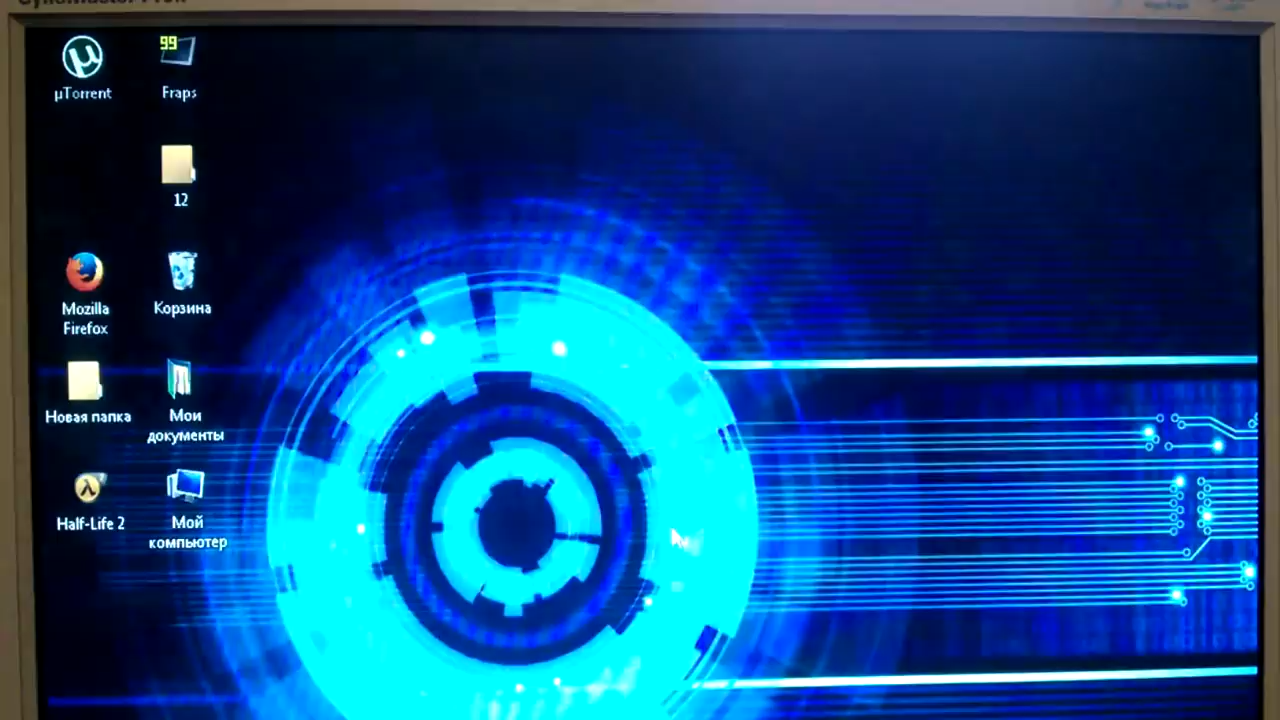 µTorrent
Fraps
99
12
Mozilla
Firefox
Корзина
Новая папка
Мои
документы
Half-Life 2
Мой
компьютер